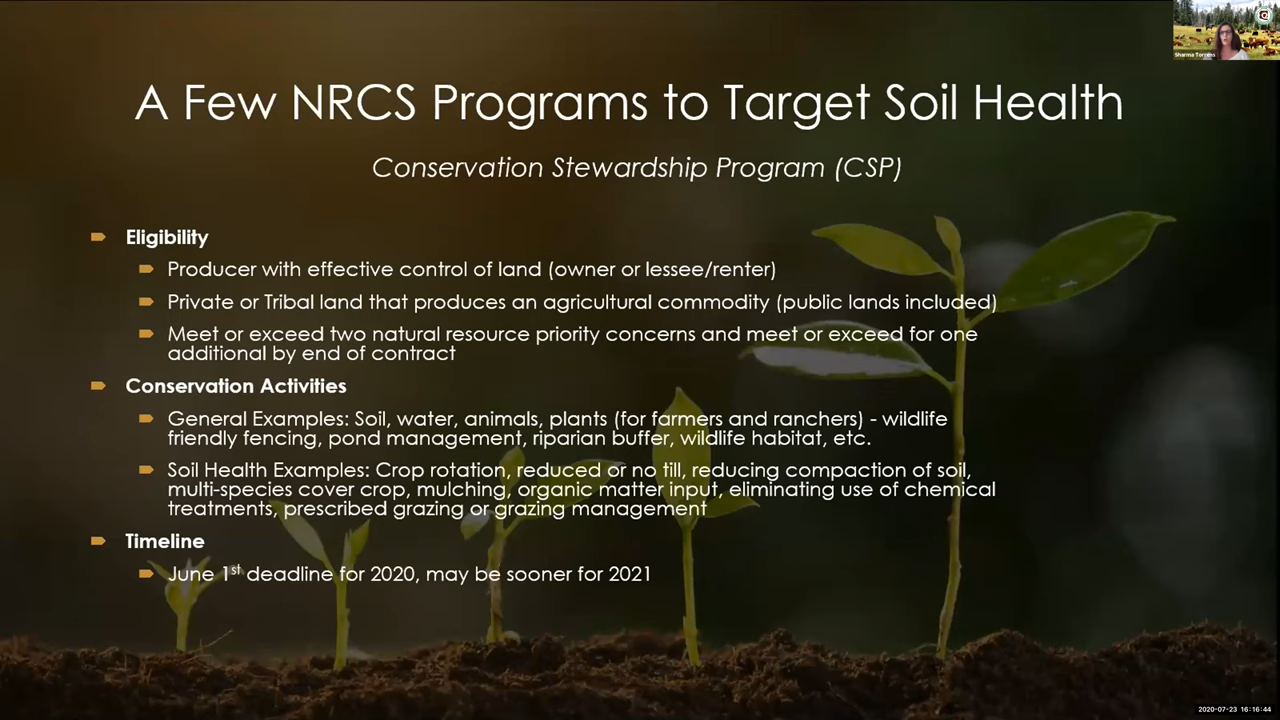 Sharma Torrens
A Few NRCS Programs to Target Soil Health
Conservation Stewardship Program (CSP)
Eligibility
Producer with effective control of land (owner or lessee/renter)
Private or Tribal land that produces an agricultural commodity (public lands included)
Meet or exceed two natural resource priority concerns and meet or exceed for one
additional by end of contract
Conservation Activities
General Examples: Soil, water, animals, plants (for farmers and ranchers) - wildlife
friendly fencing, pond management, riparian buffer, wildlife habitat, etc.
Soil Health Examples: Crop rotation, reduced or no till, reducing compaction of soil,
multi-species cover crop, mulching, organic matter input, eliminating use of chemical
treatments, prescribed grazing or grazing management
Timeline
June 1st deadline for 2020, may be sooner for 2021
2020-07-23 16:16:44